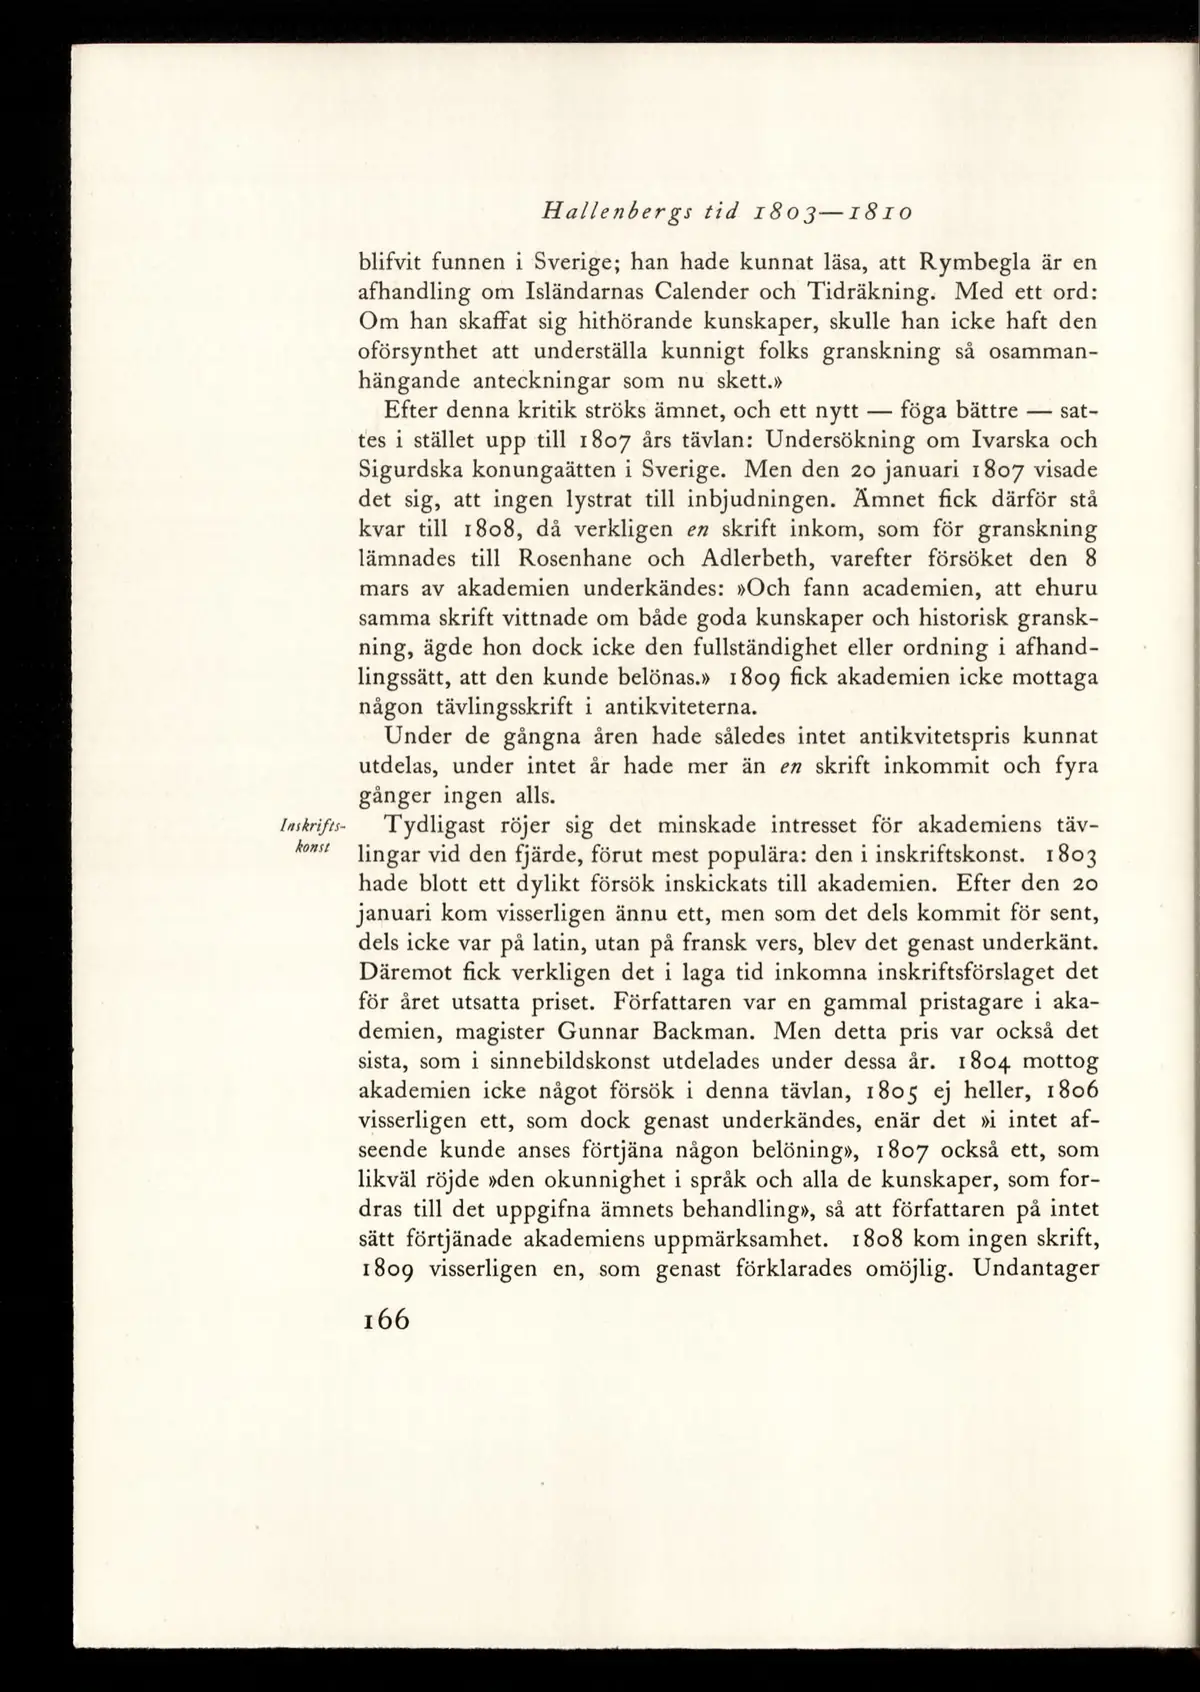 Hallenbergs tid 1803—1810
blifvit funnen i Sverige; han hade kunnat läsa, att Rymbegla är en
afhandling om Isländarnas Calender och Tidräkning. Med ett ord:
Om han skaffat sig hithörande kunskaper, skulle han icke haft den
oförsynthet att underställa kunnigt folks granskning så osamman-
hängande anteckningar som nu skett.»
Efter denna kritik ströks ämnet, och ett nytt — föga bättre — sat-
tes i stället upp till 1807 års tävlan: Undersökning om Ivarska och
Sigurdska konungaätten i Sverige. Men den 20 januari 1807 visade
det sig, att ingen lystrat till inbjudningen. Ämnet fick därför stå
kvar till 1808, då verkligen en skrift inkom, som för granskning
lämnades till Rosenhane och Adlerbeth, varefter försöket den 8
mars av akademien underkändes: »Och fann academien, att ehuru
samma skrift vittnade om både goda kunskaper och historisk gransk-
ning, ägde hon dock icke den fullständighet eller ordning i afhand-
lingssätt, att den kunde belönas.» 1809 fick akademien icke mottaga
någon tävlingsskrift i antikviteterna.
Under de gångna åren hade således intet antikvitetspris kunnat
utdelas, under intet år hade mer än en skrift inkommit och fyra
gånger ingen alls.
Inskrifts-
konst
Tydligast röjer sig det minskade intresset för akademiens täv-
lingar vid den fjärde, förut mest populära: den i inskriftskonst. 1803
hade blott ett dylikt försök inskickats till akademien. Efter den 20
januari kom visserligen ännu ett, men som det dels kommit för sent,
dels icke var på latin, utan på fransk vers, blev det genast underkänt.
Däremot fick verkligen det i laga tid inkomna inskriftsförslaget det
för året utsatta priset. Författaren var en gammal pristagare i aka-
demien, magister Gunnar Backman. Men detta pris var också det
sista, som i sinnebildskonst utdelades under dessa år. 1804 mottog
akademien icke något försök i denna tävlan, 1805 ej heller, 1806
visserligen ett, som dock genast underkändes, enär det »i intet af-
seende kunde anses förtjäna någon belöning», 1807 också ett, som
likväl röjde »den okunnighet i språk och alla de kunskaper, som for-
dras till det uppgifna ämnets behandling», så att författaren på intet
sätt förtjänade akademiens uppmärksamhet. 1808 kom ingen skrift,
1809 visserligen en, som genast förklarades omöjlig. Undantager
166